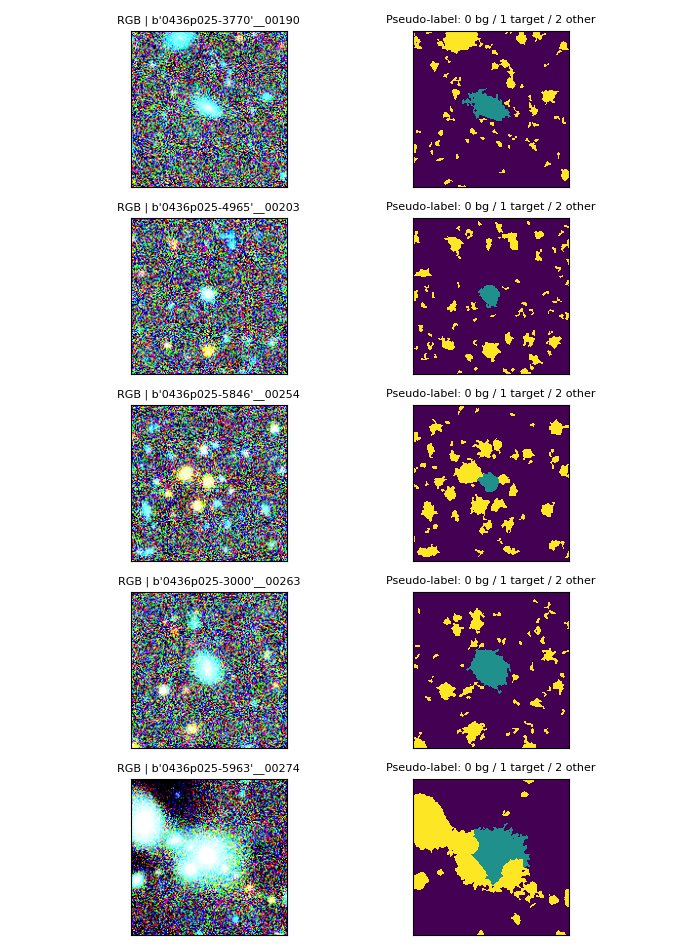 RGB | b'0436p025-3770'__00190
Pseudo-label: 0 bg / 1 target / 2 other
RGB | b'0436p025-4965'__00203
Pseudo-label: 0 bg / 1 target / 2 other
RGB | b'0436p025-5846'__00254
Pseudo-label: 0 bg / 1 target / 2 other
RGB | b'0436p025-3000'__00263
Pseudo-label: 0 bg / 1 target / 2 other
RGB | b'0436p025-5963'__00274
Pseudo-label: 0 bg / 1 target / 2 other